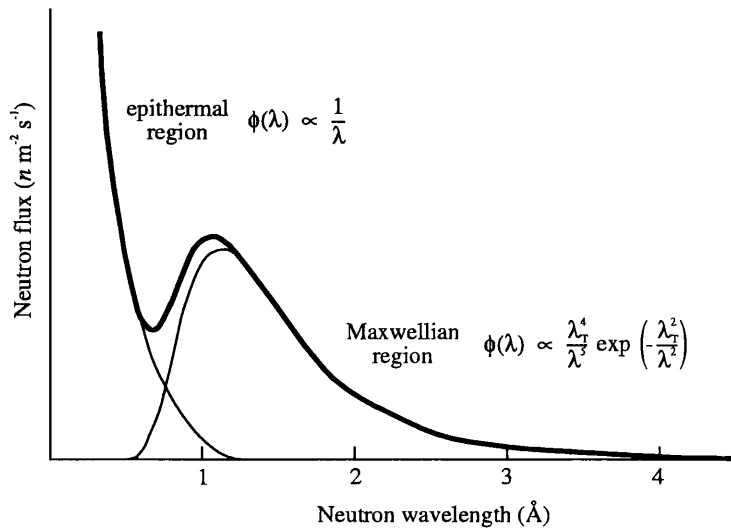 Neutron flux (n m⁻² s⁻¹)
epithermal
region ϕ(λ) ∝ 1/λ
Maxwellian
region ϕ(λ) ∝ λ_T⁴/λ⁵ exp (-λ_T²/λ²)
1 2 3 4
Neutron wavelength (Å)